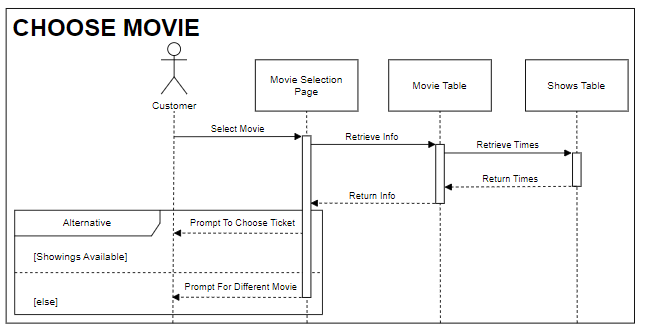 CHOOSE MOVIE
Customer
Movie Selection
Page
Movie Table
Shows Table
Select Movie
Retrieve Info
Retrieve Times
Return Times
Return Info
Alternative
Prompt To Choose Ticket
[Showings Available]
Prompt For Different Movie
[else]